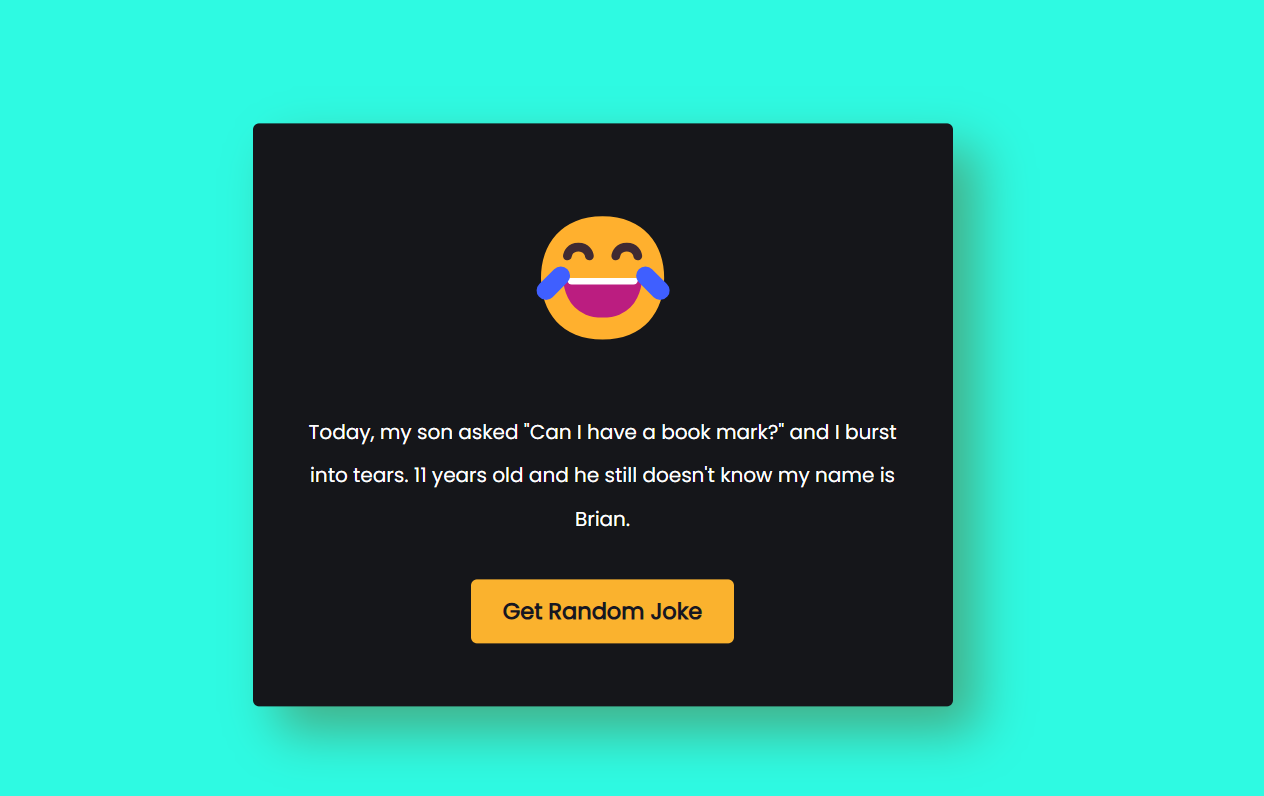 Today, my son asked "Can I have a book mark?" and I burst
into tears. 11 years old and he still doesn't know my name is
Brian.
Get Random Joke